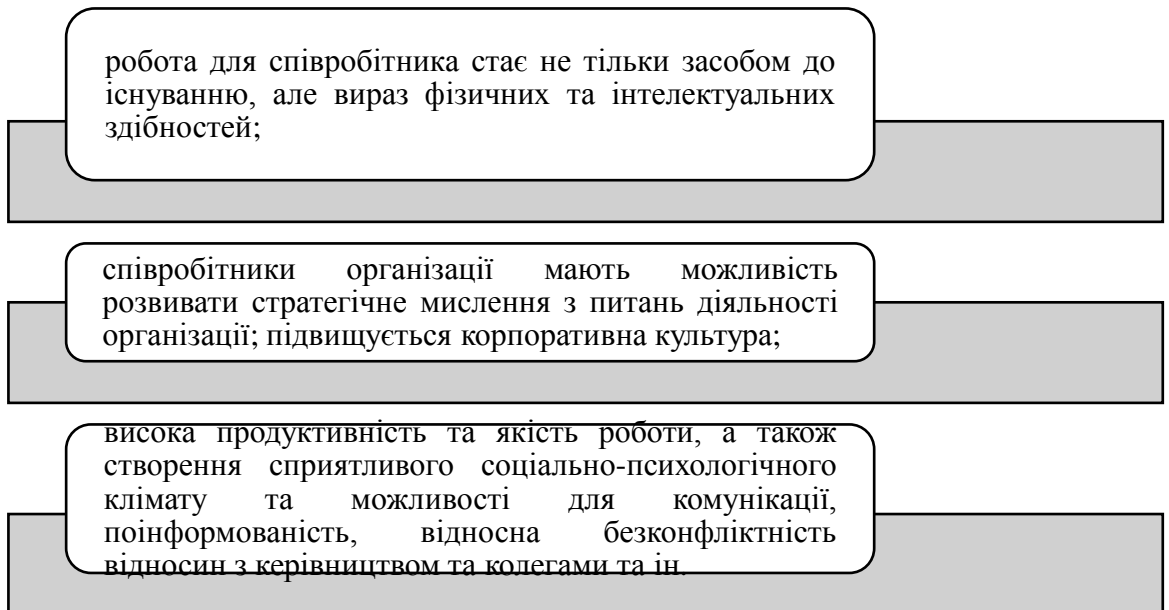 робота для співробітника стає не тільки засобом до
існуванню, але вираз фізичних та інтелектуальних
здібностей;
співробітники організації мають можливість
розвивати стратегічне мислення з питань діяльності
організації; підвищується корпоративна культура;
висока продуктивність та якість роботи, а також
створення сприятливого соціально-психологічного
клімату та можливості для комунікації,
поінформованість, відносна безконфліктність
відносин з керівництвом та колегами та ін.